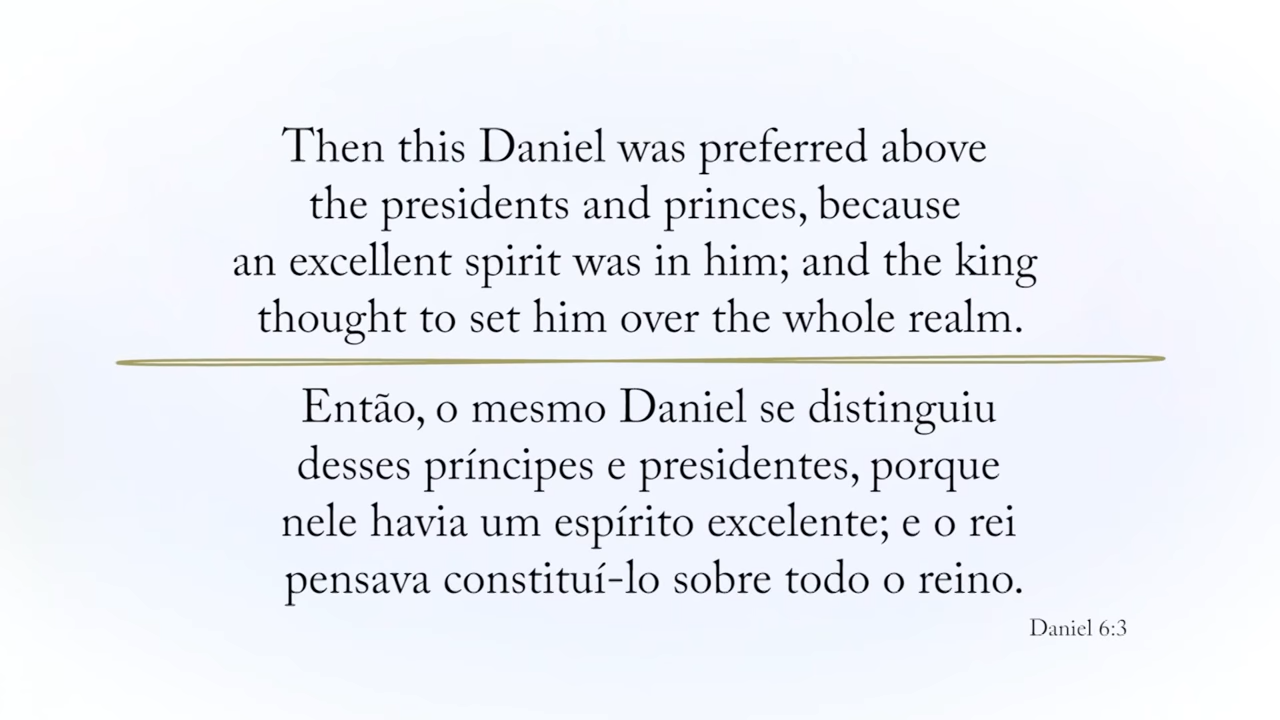 Then this Daniel was preferred above
the presidents and princes, because
an excellent spirit was in him; and the king
thought to set him over the whole realm.
Então, o mesmo Daniel se distinguiu
desses príncipes e presidentes, porque
nele havia um espírito excelente; e o rei
pensava constituí-lo sobre todo o reino.
Daniel 6:3